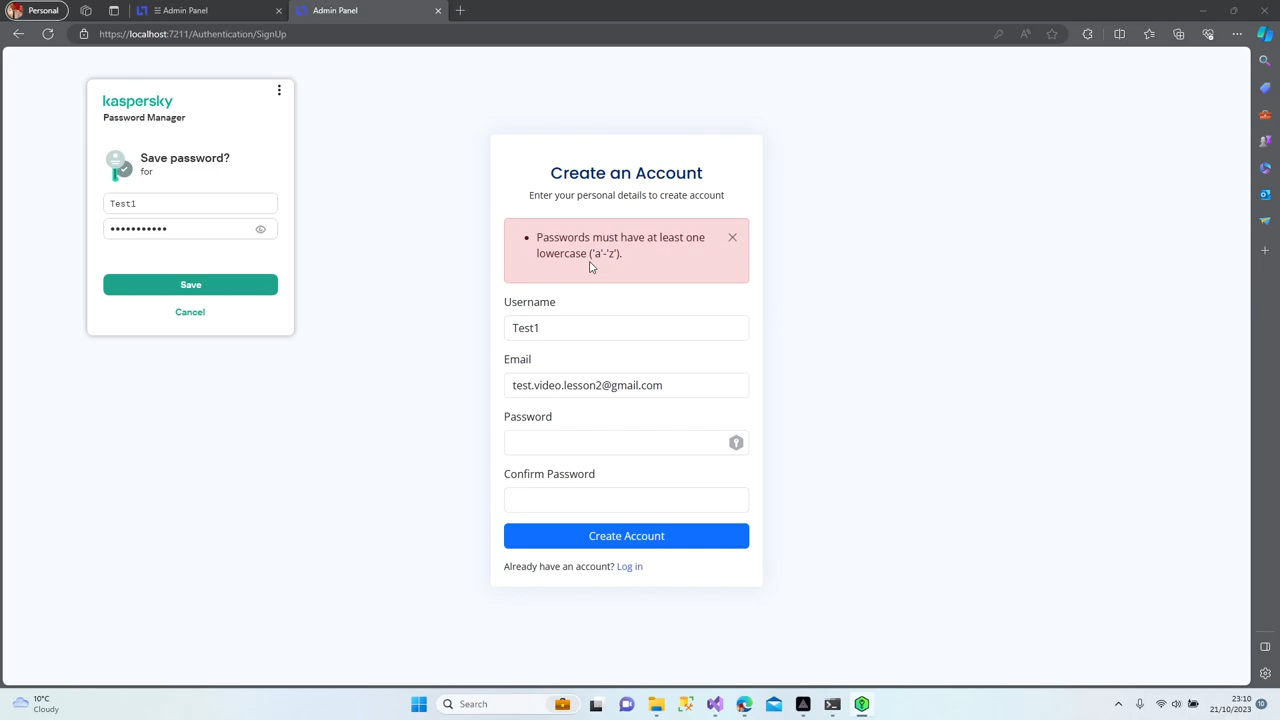 Personal
Admin Panel
Admin Panel
https://localhost:7211/Authentication/SignUp
kaspersky
Password Manager
Save password?
for
Test1
•••••••••••
Save
Cancel
Create an Account
Enter your personal details to create account
• Passwords must have at least one
lowercase ('a'-'z').
Username
Test1
Email
test.video.lesson2@gmail.com
Password
Confirm Password
Create Account
Already have an account? Log in
10°C
Cloudy
Search
23:10
21/10/2023